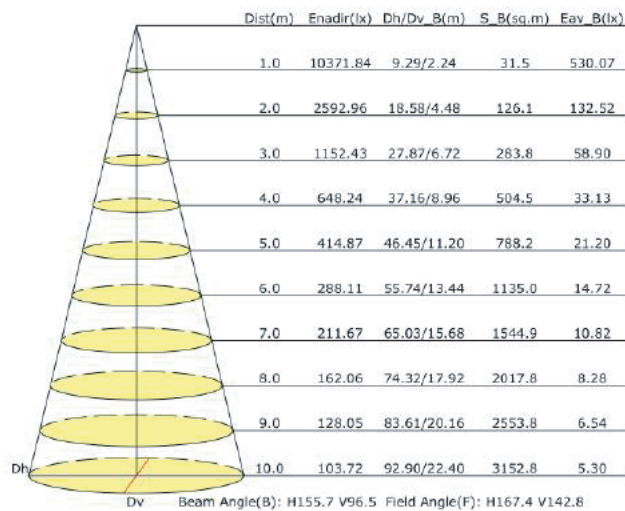 Dist(m) Enadir(lx) Dh/Dv_B(m) S_B(sq.m) Eav_B(lx)
1.0 10371.84 9.29/2.24 31.5 530.07
2.0 2592.96 18.58/4.48 126.1 132.52
3.0 1152.43 27.87/6.72 283.8 58.90
4.0 648.24 37.16/8.96 504.5 33.13
5.0 414.87 46.45/11.20 788.2 21.20
6.0 288.11 55.74/13.44 1135.0 14.72
7.0 211.67 65.03/15.68 1544.9 10.82
8.0 162.06 74.32/17.92 2017.8 8.28
9.0 128.05 83.61/20.16 2553.8 6.54
Dh 10.0 103.72 92.90/22.40 3152.8 5.30
Dv Beam Angle(B): H155.7 V96.5 Field Angle(F): H167.4 V142.8